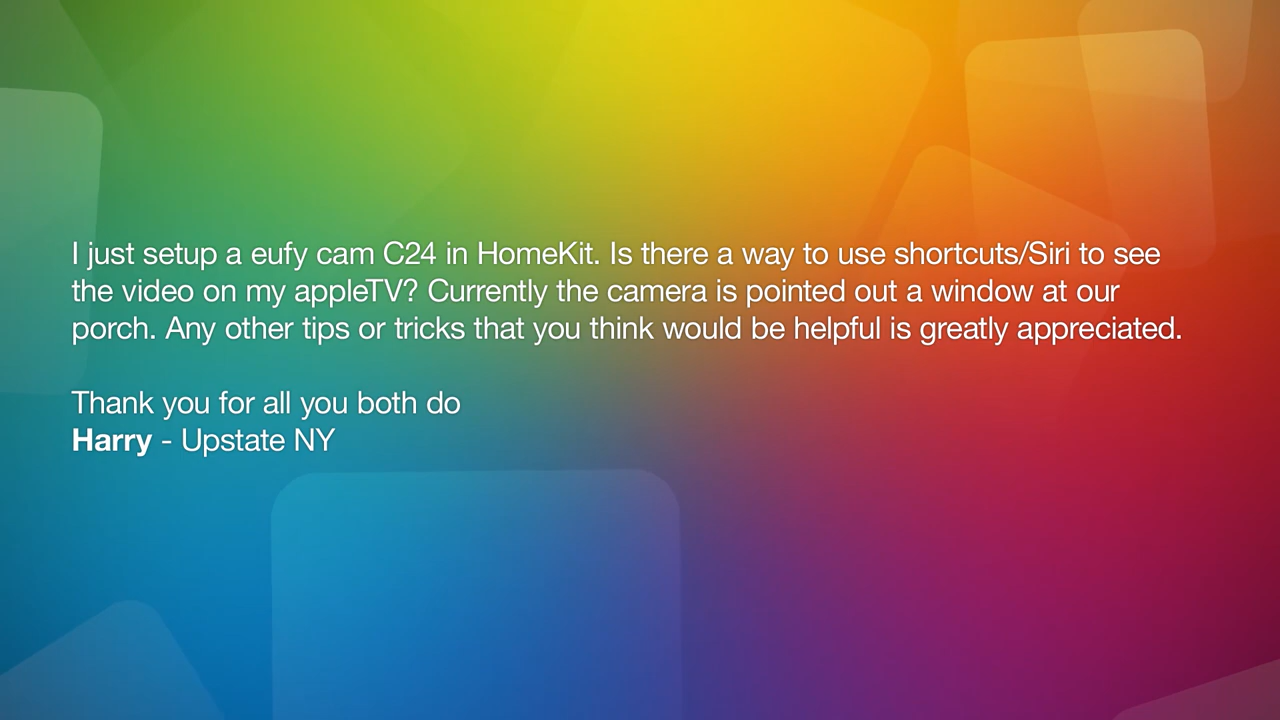 I just setup a eufy cam C24 in HomeKit. Is there a way to use shortcuts/Siri to see
the video on my appleTV? Currently the camera is pointed out a window at our
porch. Any other tips or tricks that you think would be helpful is greatly appreciated.
Thank you for all you both do
Harry - Upstate NY